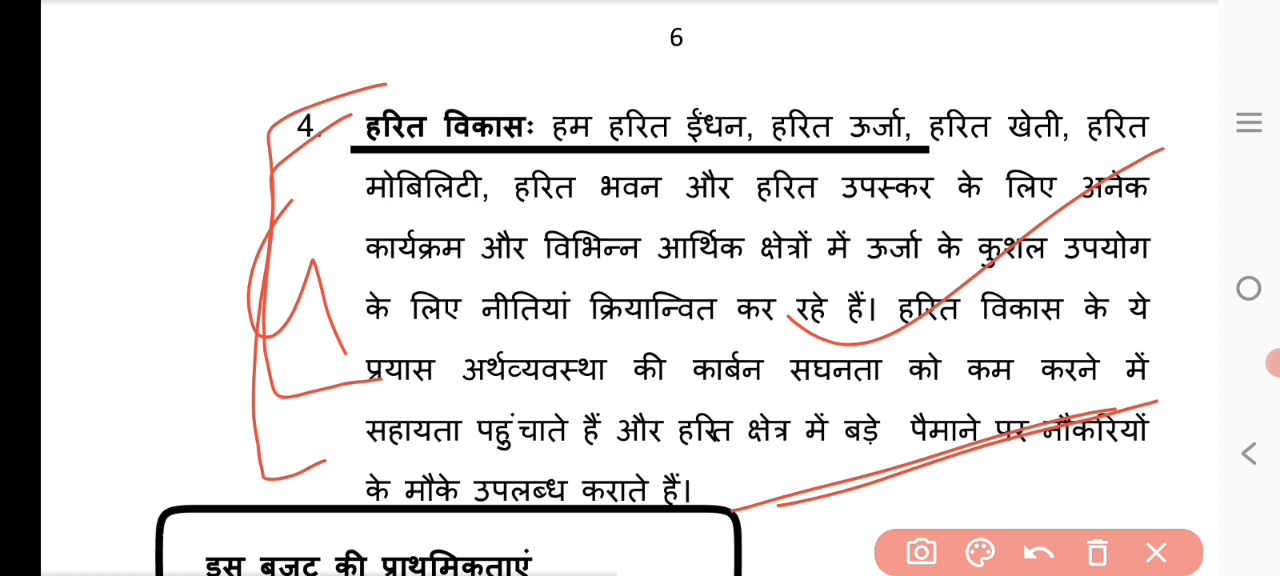 6
4. हरित विकासः हम हरित ईंधन, हरित ऊर्जा, हरित खेती, हरित
मोबिलिटी, हरित भवन और हरित उपस्कर के लिए अनेक
कार्यक्रम और विभिन्न आर्थिक क्षेत्रों में ऊर्जा के कुशल उपयोग
के लिए नीतियां क्रियान्वित कर रहे हैं। हरित विकास के ये
प्रयास अर्थव्यवस्था की कार्बन सघनता को कम करने में
सहायता पहुंचाते हैं और हरित क्षेत्र में बड़े पैमाने पर नौकरियों
के मौके उपलब्ध कराते हैं।
इस बजट की प्राथमिकताएं